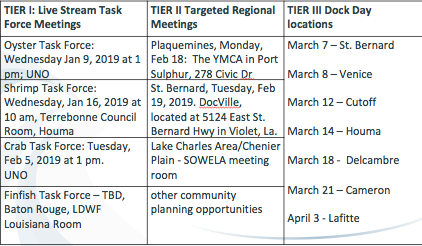 TIER I: Live Stream Task
Force Meetings
Oyster Task Force:
Wednesday Jan 9, 2019 at 1
pm; UNO
Shrimp Task Force:
Wednesday, Jan 16, 2019 at
10 am, Terrebonne Council
Room, Houma
Crab Task Force: Tuesday,
Feb 5, 2019 at 1 pm.
UNO
Finfish Task Force – TBD,
Baton Rouge, LDWF
Louisiana Room
TIER II Targeted Regional
Meetings
Plaquemines, Monday,
Feb 18:  The YMCA in Port
Sulphur, 278 Civic Dr
St. Bernard, Tuesday, Feb
19, 2019. DocVille,
located at 5124 East St.
Bernard Hwy in Violet, La.
Lake Charles Area/Chenier
Plain - SOWELA meeting
room
other community
planning opportunities
TIER III Dock Day
locations
March 7 – St. Bernard
March 8 – Venice
March 12 – Cutoff
March 14 – Houma
March 18 -  Delcambre
March 21 – Cameron
April 3 - Lafitte